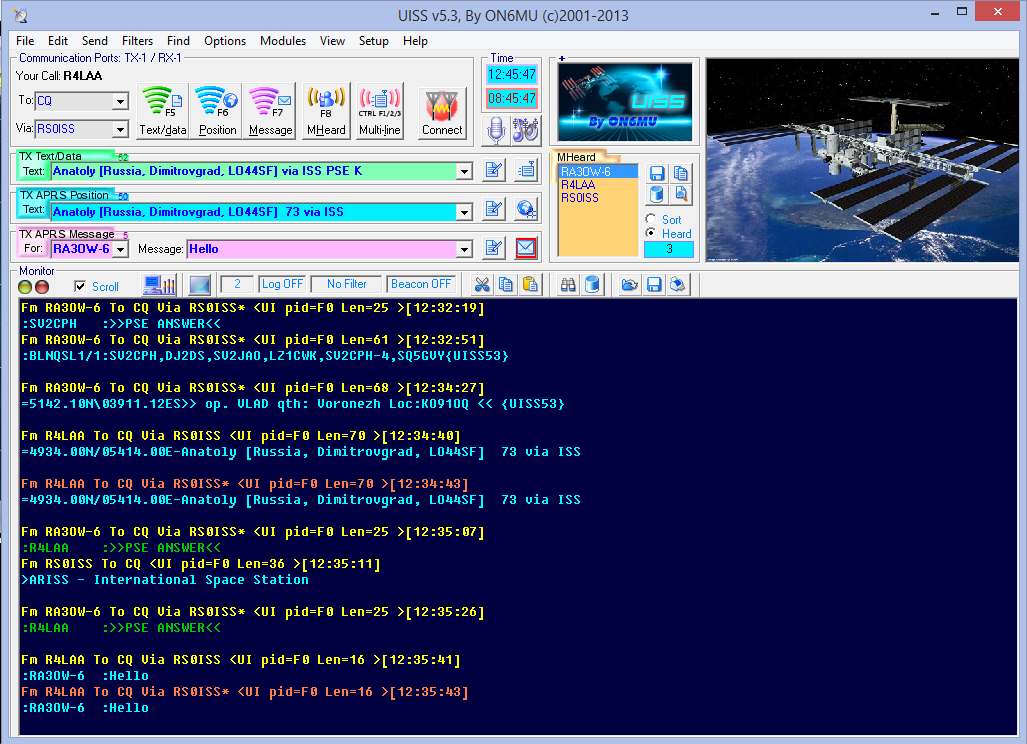 UISS v5.3, By ON6MU (c)2001-2013
File Edit Send Filters Find Options Modules View Setup Help
Communication Ports: TX-1 / RX-1
Your Call: R4LAA
To: CQ
Via: RS0ISS
F5
Text/data
F6
Position
F7
Message
F8
MHeard
CTRL F1/2/3
Multi-line
Connect
Time
12:45:47
08:45:47
+
UISS
By ON6MU
TX Text/Data 52
Text: Anatoly [Russia, Dimitrovgrad, LO44SF] via ISS PSE K
TX APRS Position 50
Text: Anatoly [Russia, Dimitrovgrad, LO44SF]  73 via ISS
TX APRS Message 5
For: RA3OW-6 Message: Hello
MHeard
RA3OW-6
R4LAA
RS0ISS
Sort
Heard
3
Monitor
Scroll 2 Log OFF No Filter Beacon OFF
Fm RA3OW-6 To CQ Via RS0ISS* <UI pid=F0 Len=25 >[12:32:19]
:SV2CPH   :>>PSE ANSWER<<
Fm RA3OW-6 To CQ Via RS0ISS* <UI pid=F0 Len=61 >[12:32:51]
:BLNQSL1/1:SV2CPH,DJ2DS,SV2JAO,LZ1CWK,SV2CPH-4,SQ5GVY{UISS53}
Fm RA3OW-6 To CQ Via RS0ISS* <UI pid=F0 Len=68 >[12:34:27]
=5142.10N\03911.12ES>> op. VLAD qth: Voronezh Loc:KO91OQ << {UISS53}
Fm R4LAA To CQ Via RS0ISS <UI pid=F0 Len=70 >[12:34:40]
=4934.00N/05414.00E-Anatoly [Russia, Dimitrovgrad, LO44SF]  73 via ISS
Fm R4LAA To CQ Via RS0ISS* <UI pid=F0 Len=70 >[12:34:43]
=4934.00N/05414.00E-Anatoly [Russia, Dimitrovgrad, LO44SF]  73 via ISS
Fm RA3OW-6 To CQ Via RS0ISS* <UI pid=F0 Len=25 >[12:35:07]
:R4LAA    :>>PSE ANSWER<<
Fm RS0ISS To CQ <UI pid=F0 Len=36 >[12:35:11]
>ARISS - International Space Station
Fm RA3OW-6 To CQ Via RS0ISS* <UI pid=F0 Len=25 >[12:35:26]
:R4LAA    :>>PSE ANSWER<<
Fm R4LAA To CQ Via RS0ISS <UI pid=F0 Len=16 >[12:35:41]
:RA3OW-6  :Hello
Fm R4LAA To CQ Via RS0ISS* <UI pid=F0 Len=16 >[12:35:43]
:RA3OW-6  :Hello